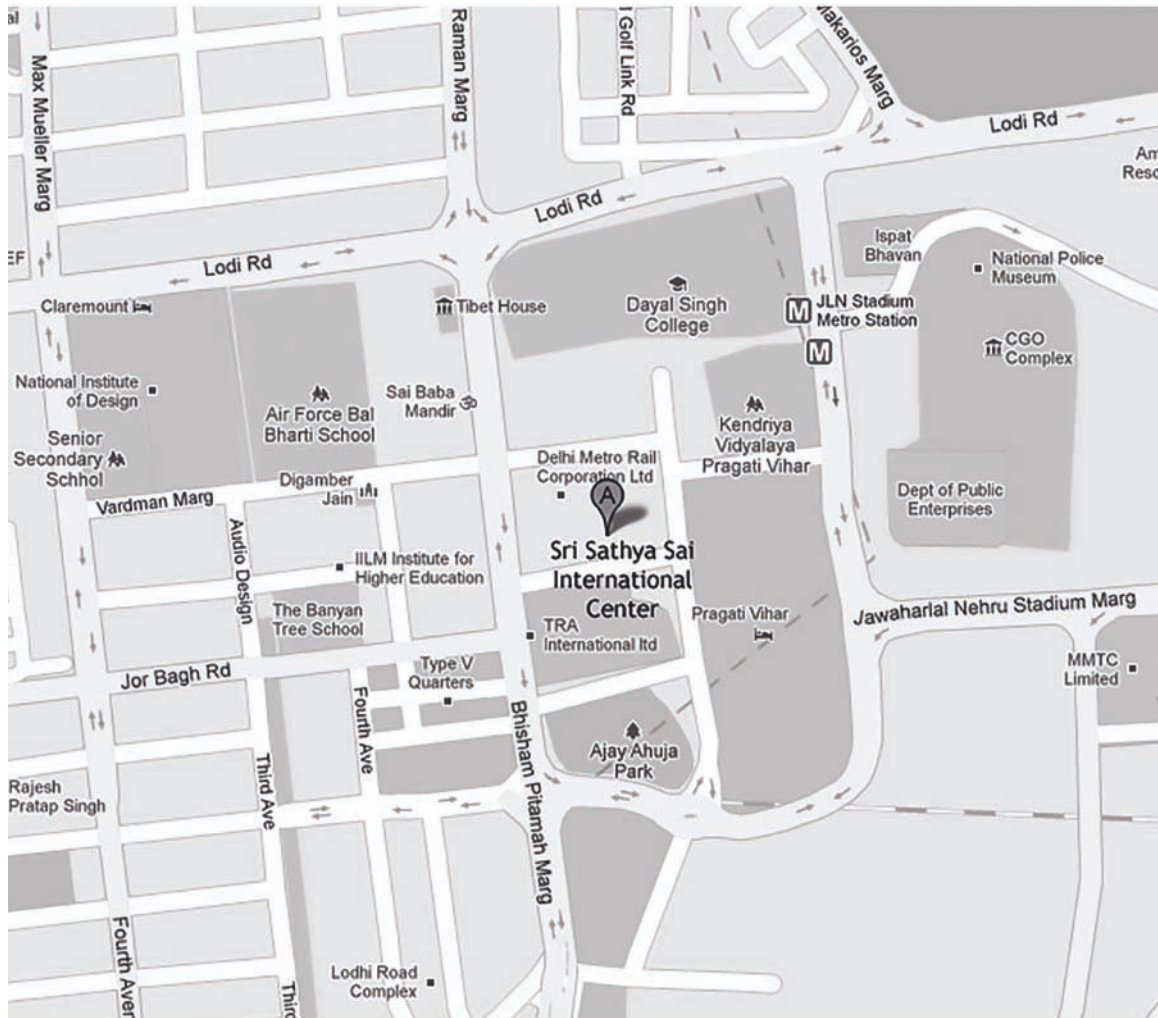 al
Max Mueller Marg
Raman Marg
Golf Link Rd
Makarios Marg
Lodi Rd
Am
Reso
Lodi Rd
Lodi Rd
EF
Ispat
Bhavan
National Police
Museum
Claremount
Tibet House
Dayal Singh
College
M
JLN Stadium
Metro Station
M
CGO
Complex
National Institute
of Design
Air Force Bal
Bharti School
Sai Baba
Mandir
Kendriya
Vidyalaya
Pragati Vihar
Senior
Secondary
Schhol
Vardman Marg
Digamber
Jain
Delhi Metro Rail
Corporation Ltd
A
Dept of Public
Enterprises
Audio Design
IILM Institute for
Higher Education
Sri Sathya Sai
International
Center
The Banyan
Tree School
TRA
International ltd
Pragati Vihar
Jawaharlal Nehru Stadium Marg
Jor Bagh Rd
Type V
Quarters
MMTC
Limited
Fourth Ave
Bhisham Pitamah Marg
Ajay Ahuja
Park
Third Ave
Rajesh
Pratap Singh
Fourth Aven
Third
Lodhi Road
Complex